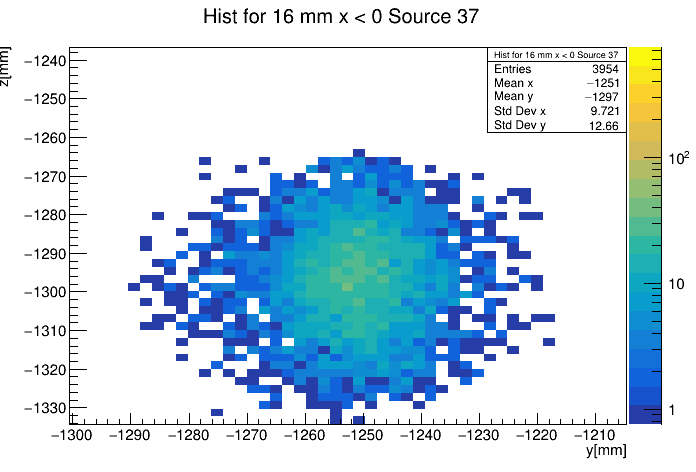 Hist for 16 mm x < 0 Source 37
z[mm]
Hist for 16 mm x < 0 Source 37
Entries 3954
Mean x −1251
Mean y −1297
Std Dev x 9.721
Std Dev y 12.66
−1240
−1250
−1260
−1270
−1280
−1290
−1300
−1310
−1320
−1330
10²
10
1
−1300 −1290 −1280 −1270 −1260 −1250 −1240 −1230 −1220 −1210
y[mm]